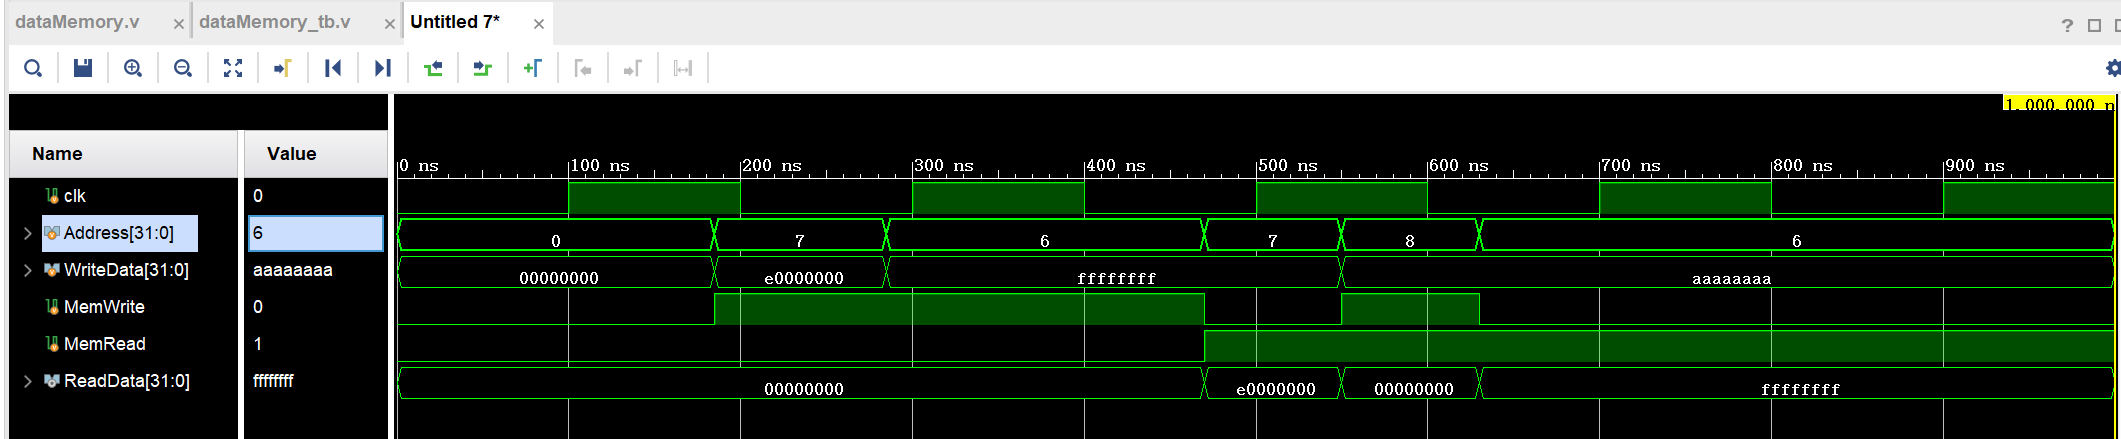 dataMemory.v × dataMemory_tb.v × Untitled 7* × ?
1,000.000 n
Name Value
0 ns 100 ns 200 ns 300 ns 400 ns 500 ns 600 ns 700 ns 800 ns 900 ns
clk 0
Address[31:0] 6 0 7 6 7 8 6
WriteData[31:0] aaaaaaaa 00000000 e0000000 ffffffff aaaaaaaa
MemWrite 0
MemRead 1
ReadData[31:0] ffffffff 00000000 e0000000 00000000 ffffffff